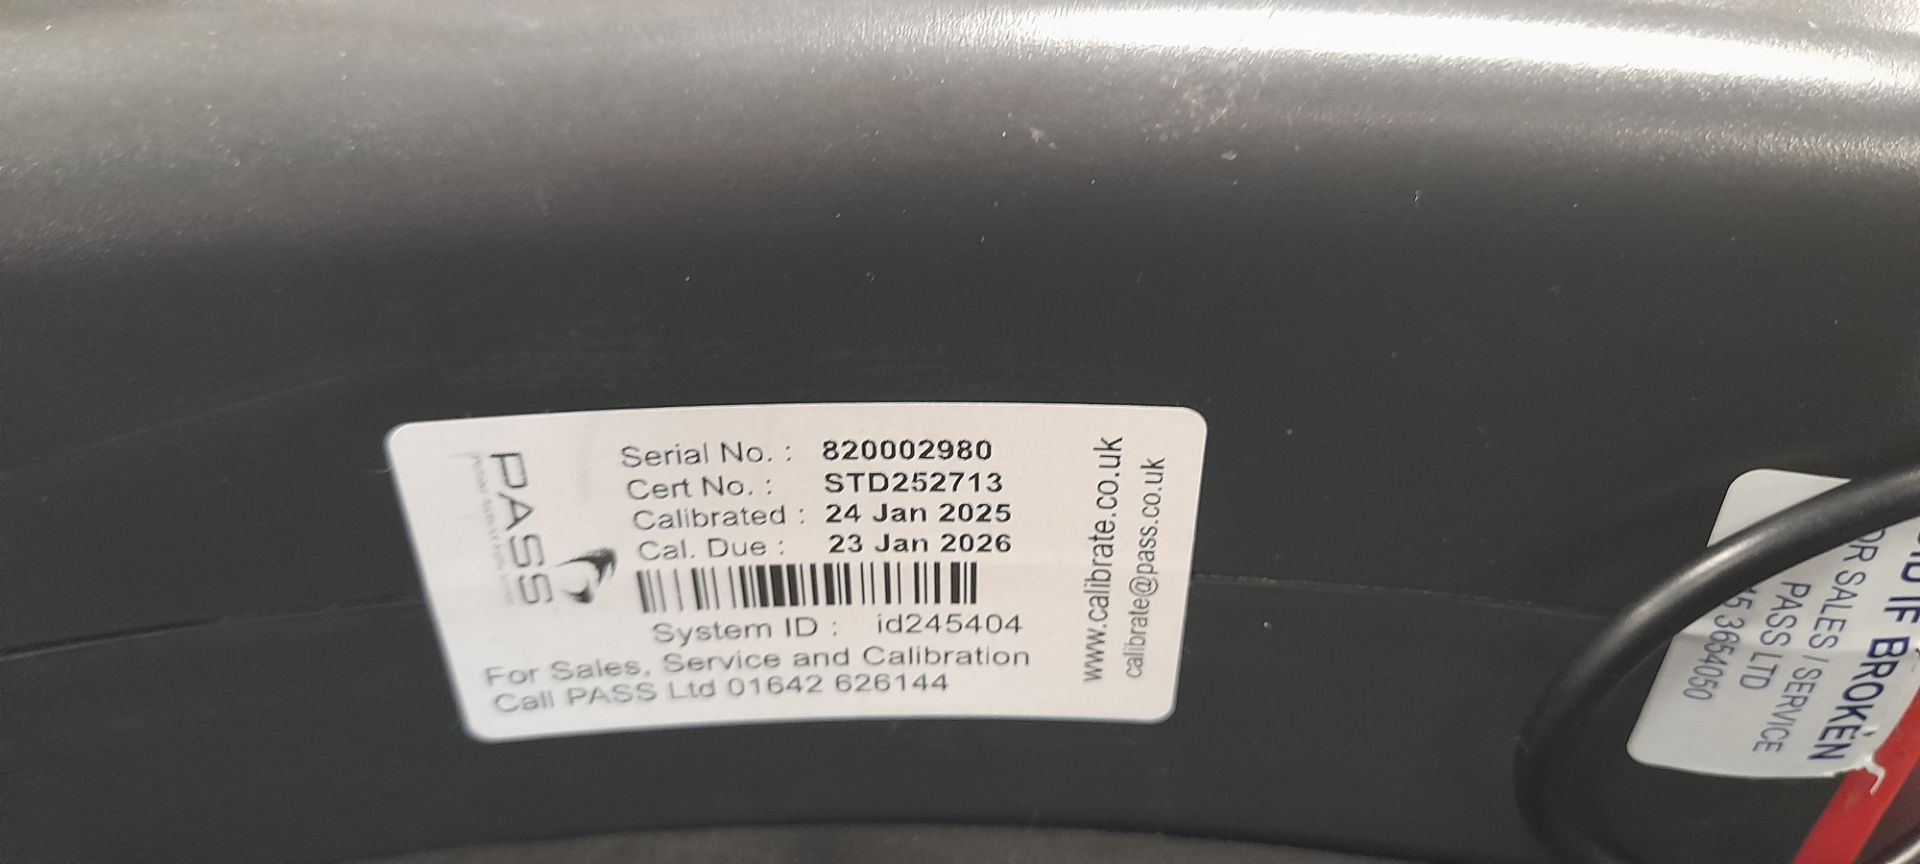 PASS
Serial No. : 820002980
Cert No. : STD252713
Calibrated : 24 Jan 2025
Cal. Due : 23 Jan 2026
System ID : id245404
For Sales, Service and Calibration
Call PASS Ltd 01642 626144
www.calibrate.co.uk
calibrate@pass.co.uk
IF BROKEN
OR SALES / SERVICE
PASS LTD
5 3654050